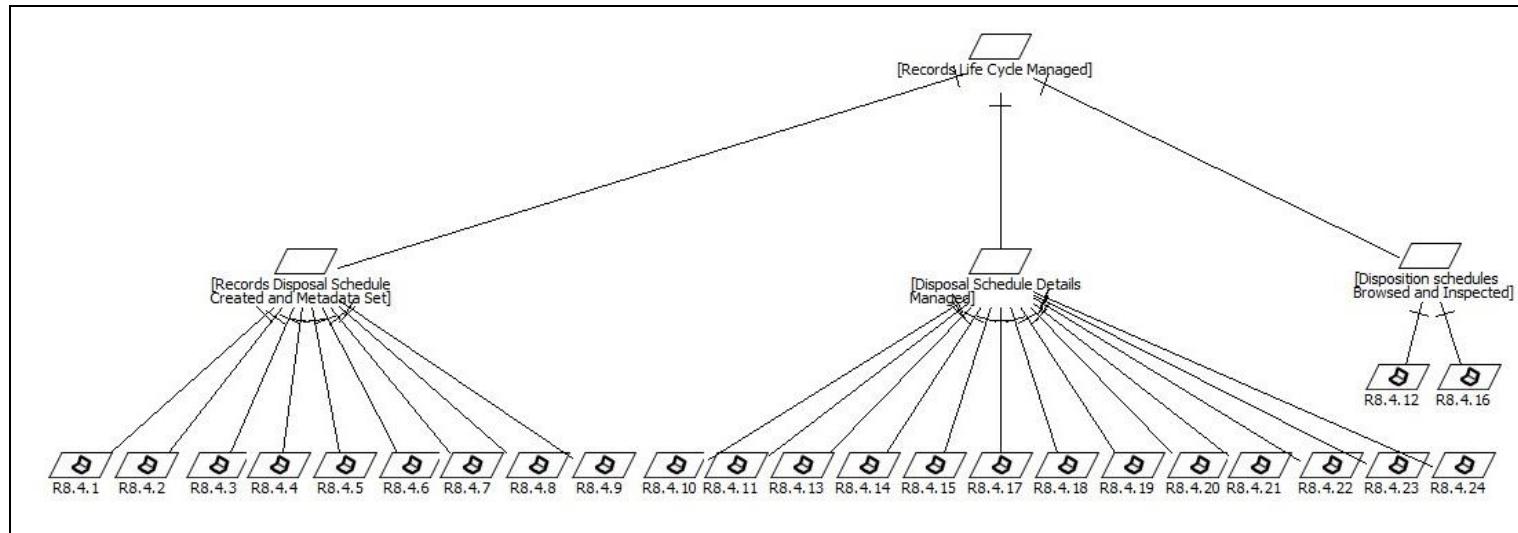 [Records Life Cycle Managed]
[Records Disposal Schedule
Created and Metadata Set]
[Disposal Schedule Details
Managed]
[Disposition schedules
Browsed and Inspected]
R8.4.12 R8.4.16
R8.4.1 R8.4.2 R8.4.3 R8.4.4 R8.4.5 R8.4.6 R8.4.7 R8.4.8 R8.4.9 R8.4.10 R8.4.11 R8.4.13 R8.4.14 R8.4.15 R8.4.17 R8.4.18 R8.4.19 R8.4.20 R8.4.21 R8.4.22 R8.4.23 R8.4.24